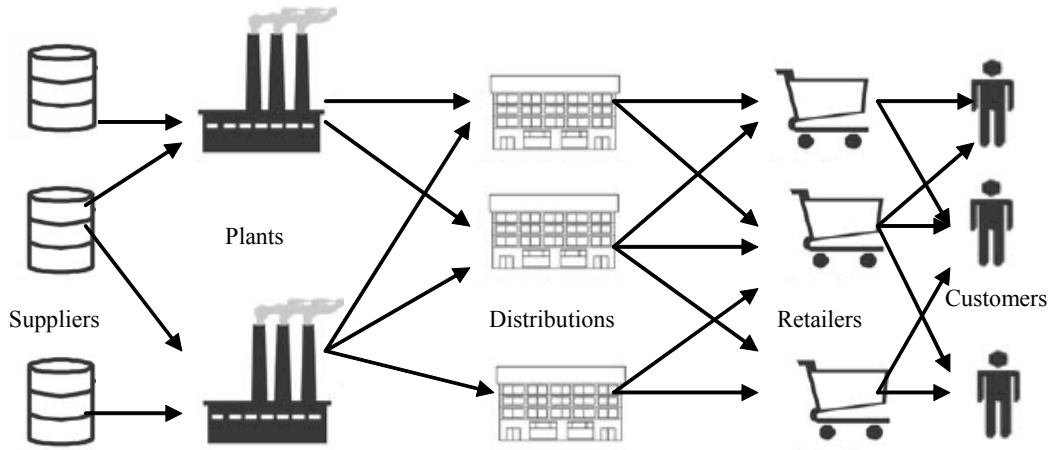 Plants
Suppliers
Distributions
Retailers
Customers